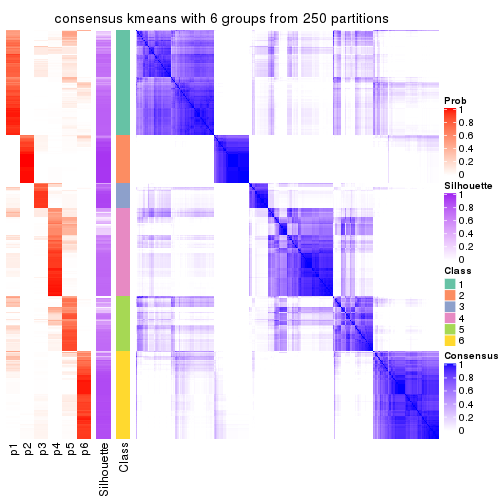 consensus kmeans with 6 groups from 250 partitions
Prob
1
0.8
0.6
0.4
0.2
0
Silhouette
1
0.8
0.6
0.4
0.2
0
Class
1
2
3
4
5
6
Consensus
1
0.8
0.6
0.4
0.2
0
p1
p2
p3
p4
p5
p6
Silhouette
Class